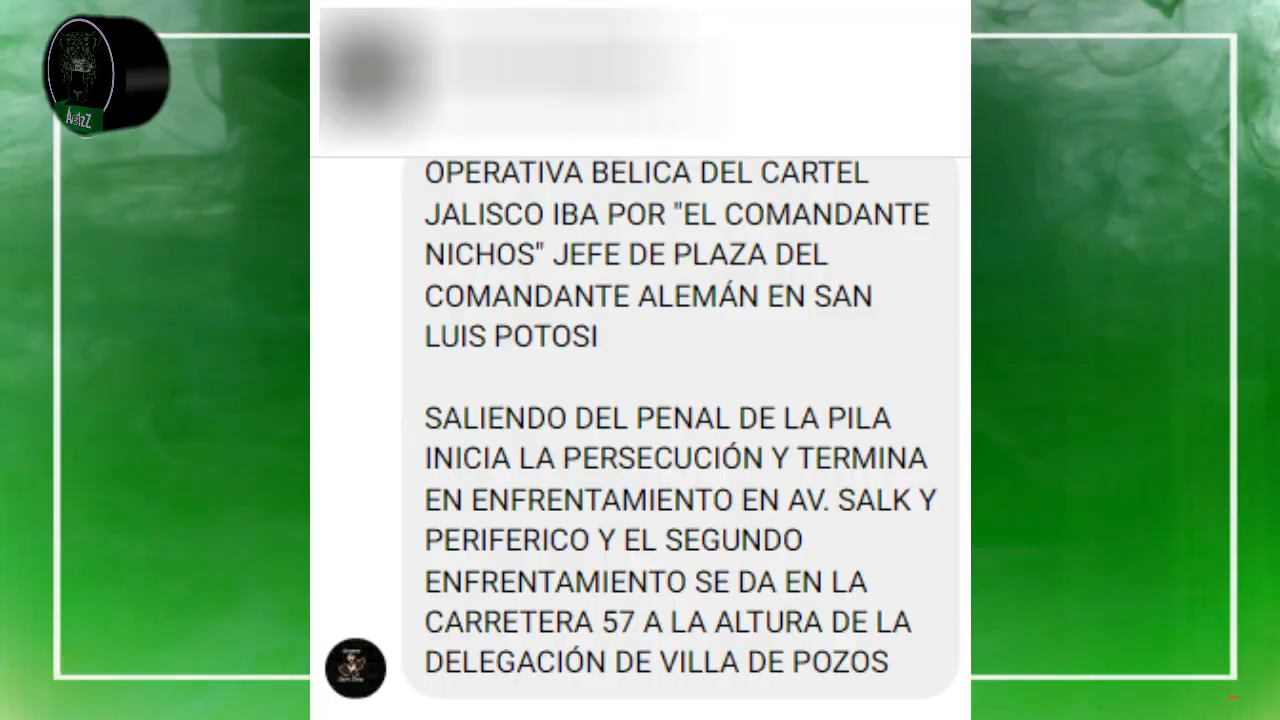 AcizZ
OPERATIVA BELICA DEL CARTEL
JALISCO IBA POR "EL COMANDANTE
NICHOS" JEFE DE PLAZA DEL
COMANDANTE ALEMÁN EN SAN
LUIS POTOSI
SALIENDO DEL PENAL DE LA PILA
INICIA LA PERSECUCIÓN Y TERMINA
EN ENFRENTAMIENTO EN AV. SALK Y
PERIFERICO Y EL SEGUNDO
ENFRENTAMIENTO SE DA EN LA
CARRETERA 57 A LA ALTURA DE LA
DELEGACIÓN DE VILLA DE POZOS